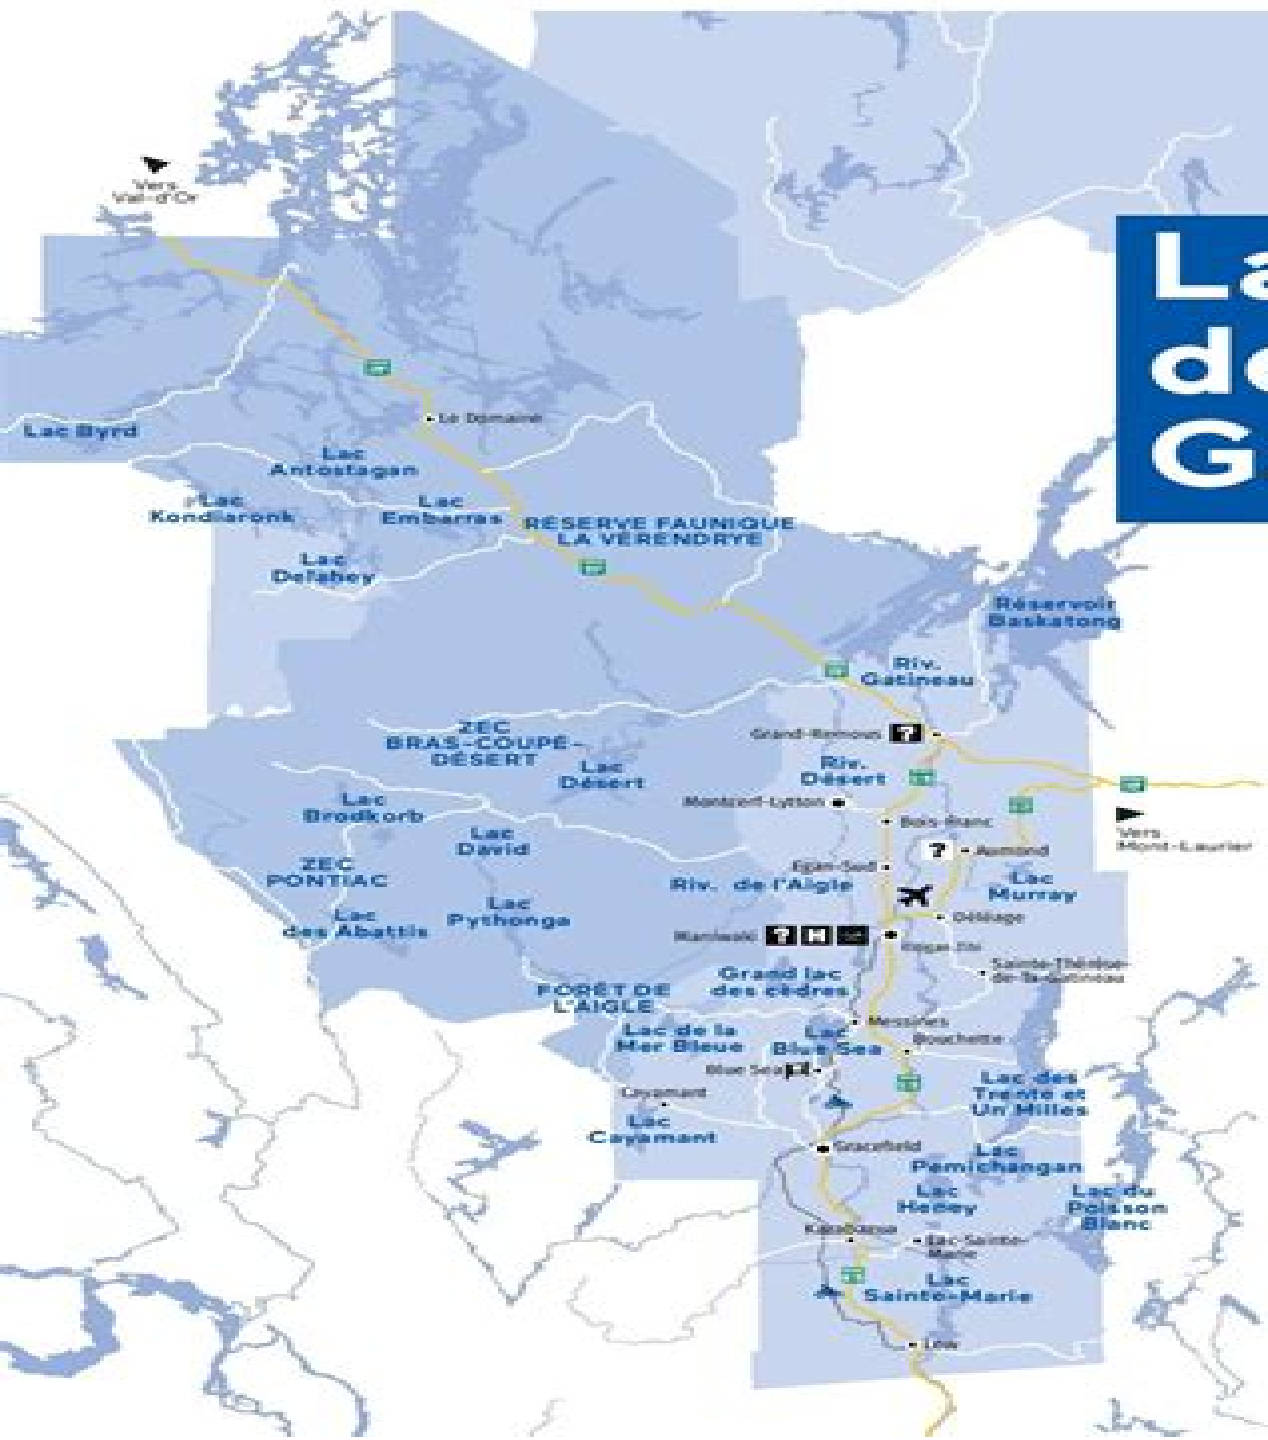 Vers
Val-d'Or
La
de
G
Le Domaine
Lac Byrd
Lac
Antostagan
Lac
Kondiaronk
Lac
Embarras
RÉSERVE FAUNIQUE
LA VÉRENDRYE
Lac
Delahey
Réservoir
Baskatong
Riv.
Gatineau
ZEC
BRAS-COUPÉ-
DÉSERT
Grand-Remous
?
Lac
Désert
Riv.
Désert
Lac
Brodkorb
Montcerf-Lytton
Bois-Franc
Vers
Mont-Laurier
Lac
David
?
Aumond
ZEC
PONTIAC
Egan-Sud
Riv. de l'Aigle
Lac
Murray
Lac
des Abattis
Lac
Pythonga
Déléage
Maniwaki
?
H
Sainte-Thérèse-
de-la-Gatineau
Grand lac
des cèdres
FORÊT DE
L'AIGLE
Messines
Lac de la
Mer Bleue
Lac
Blue Sea
Bouchette
Blue Sea
Cayamant
Lac des
Trente et
Un Milles
Lac
Cayamant
Gracefield
Lac
Pemichangan
Lac
Heney
Lac du
Poisson
Blanc
Kazabazua
Lac-Sainte-
Marie
Lac
Sainte-Marie
Low